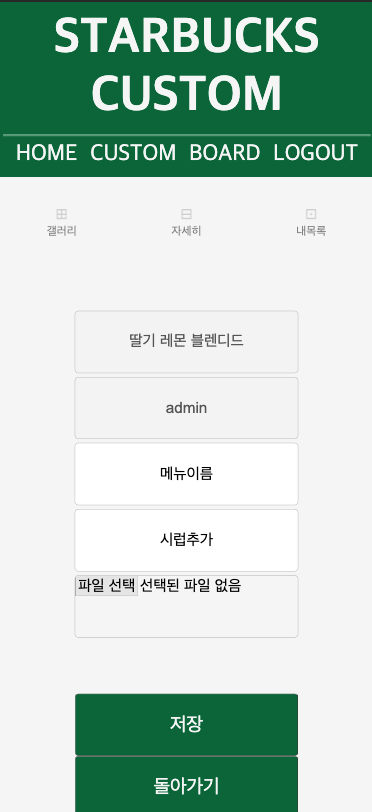 STARBUCKS
CUSTOM
HOME CUSTOM BOARD LOGOUT
갤러리 자세히 내목록
딸기 레몬 블렌디드
admin
메뉴이름
시럽추가
파일 선택 선택된 파일 없음
저장
돌아가기